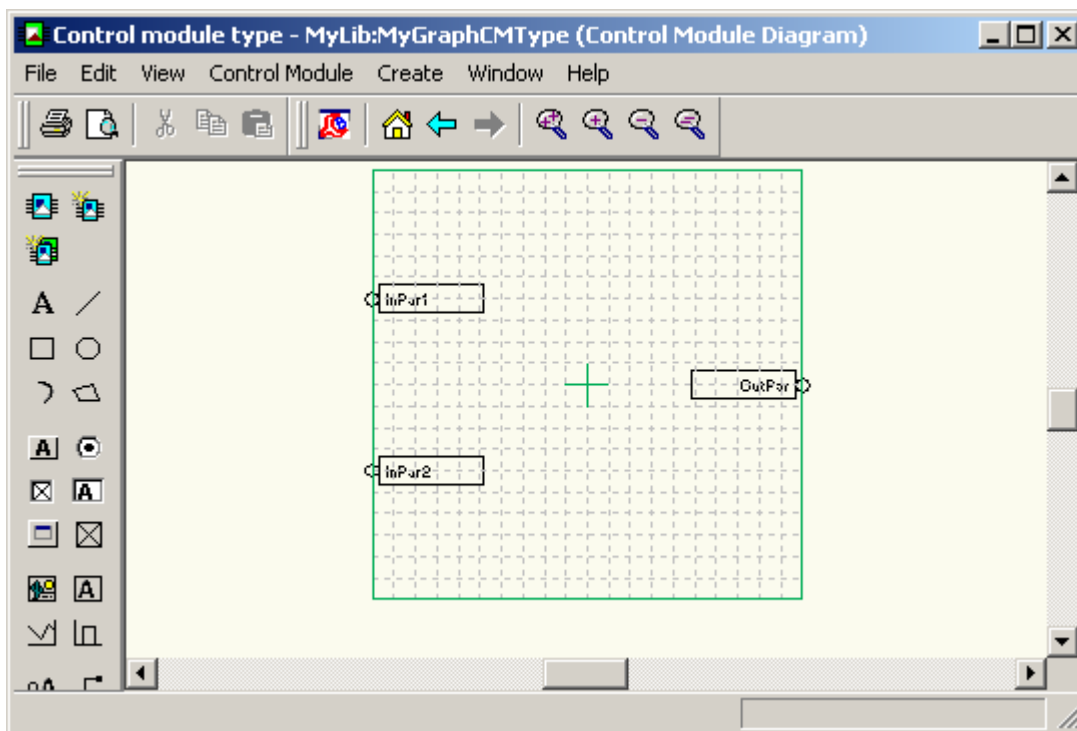 Control module type - MyLib:MyGraphCMType (Control Module Diagram)
File Edit View Control Module Create Window Help
InPar1
OutPar
InPar2
A
A
A
A